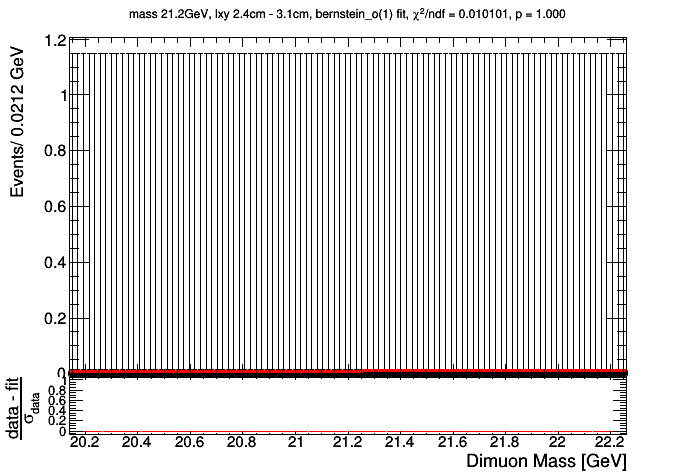 mass 21.2GeV, lxy 2.4cm - 3.1cm, bernstein_o(1) fit, χ²/ndf = 0.010101, p = 1.000
Events/ 0.0212 GeV
1.2
1
0.8
0.6
0.4
0.2
0
data - fit
σdata
1
0.8
0.6
0.4
0.2
0
20.2 20.4 20.6 20.8 21 21.2 21.4 21.6 21.8 22 22.2
Dimuon Mass [GeV]